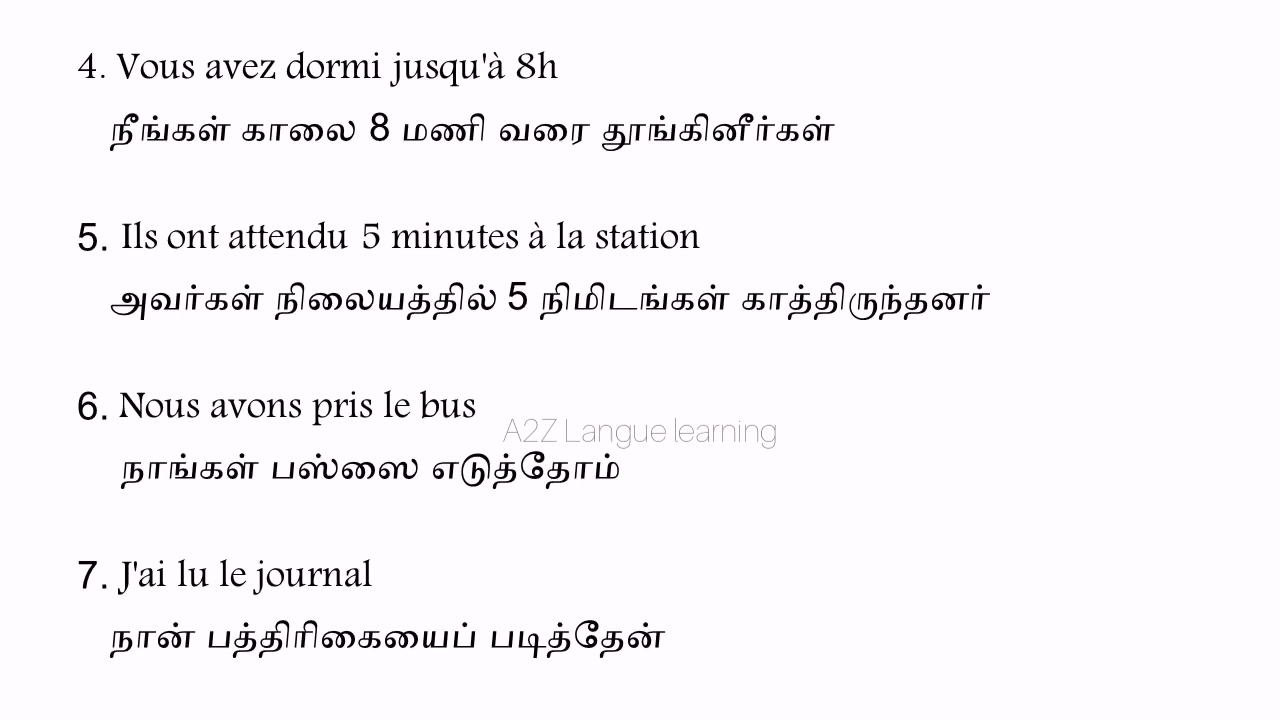 4. Vous avez dormi jusqu'à 8h
நீங்கள் காலை 8 மணி வரை தூங்கினீர்கள்
5. Ils ont attendu 5 minutes à la station
அவர்கள் நிலையத்தில் 5 நிமிடங்கள் காத்திருந்தனர்
6. Nous avons pris le bus
A2Z Langue learning
நாங்கள் பஸ்ஸை எடுத்தோம்
7. J'ai lu le journal
நான் பத்திரிகையைப் படித்தேன்